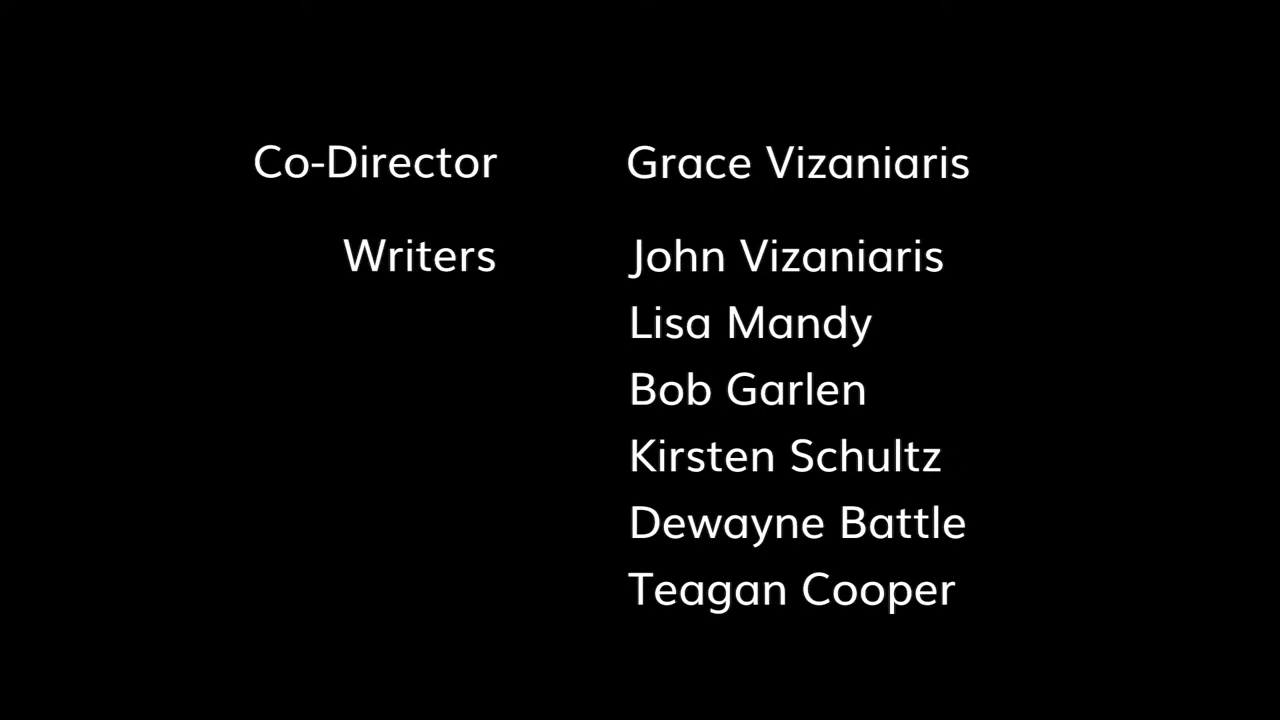 Co-Director Grace Vizaniaris
Writers John Vizaniaris
Lisa Mandy
Bob Garlen
Kirsten Schultz
Dewayne Battle
Teagan Cooper